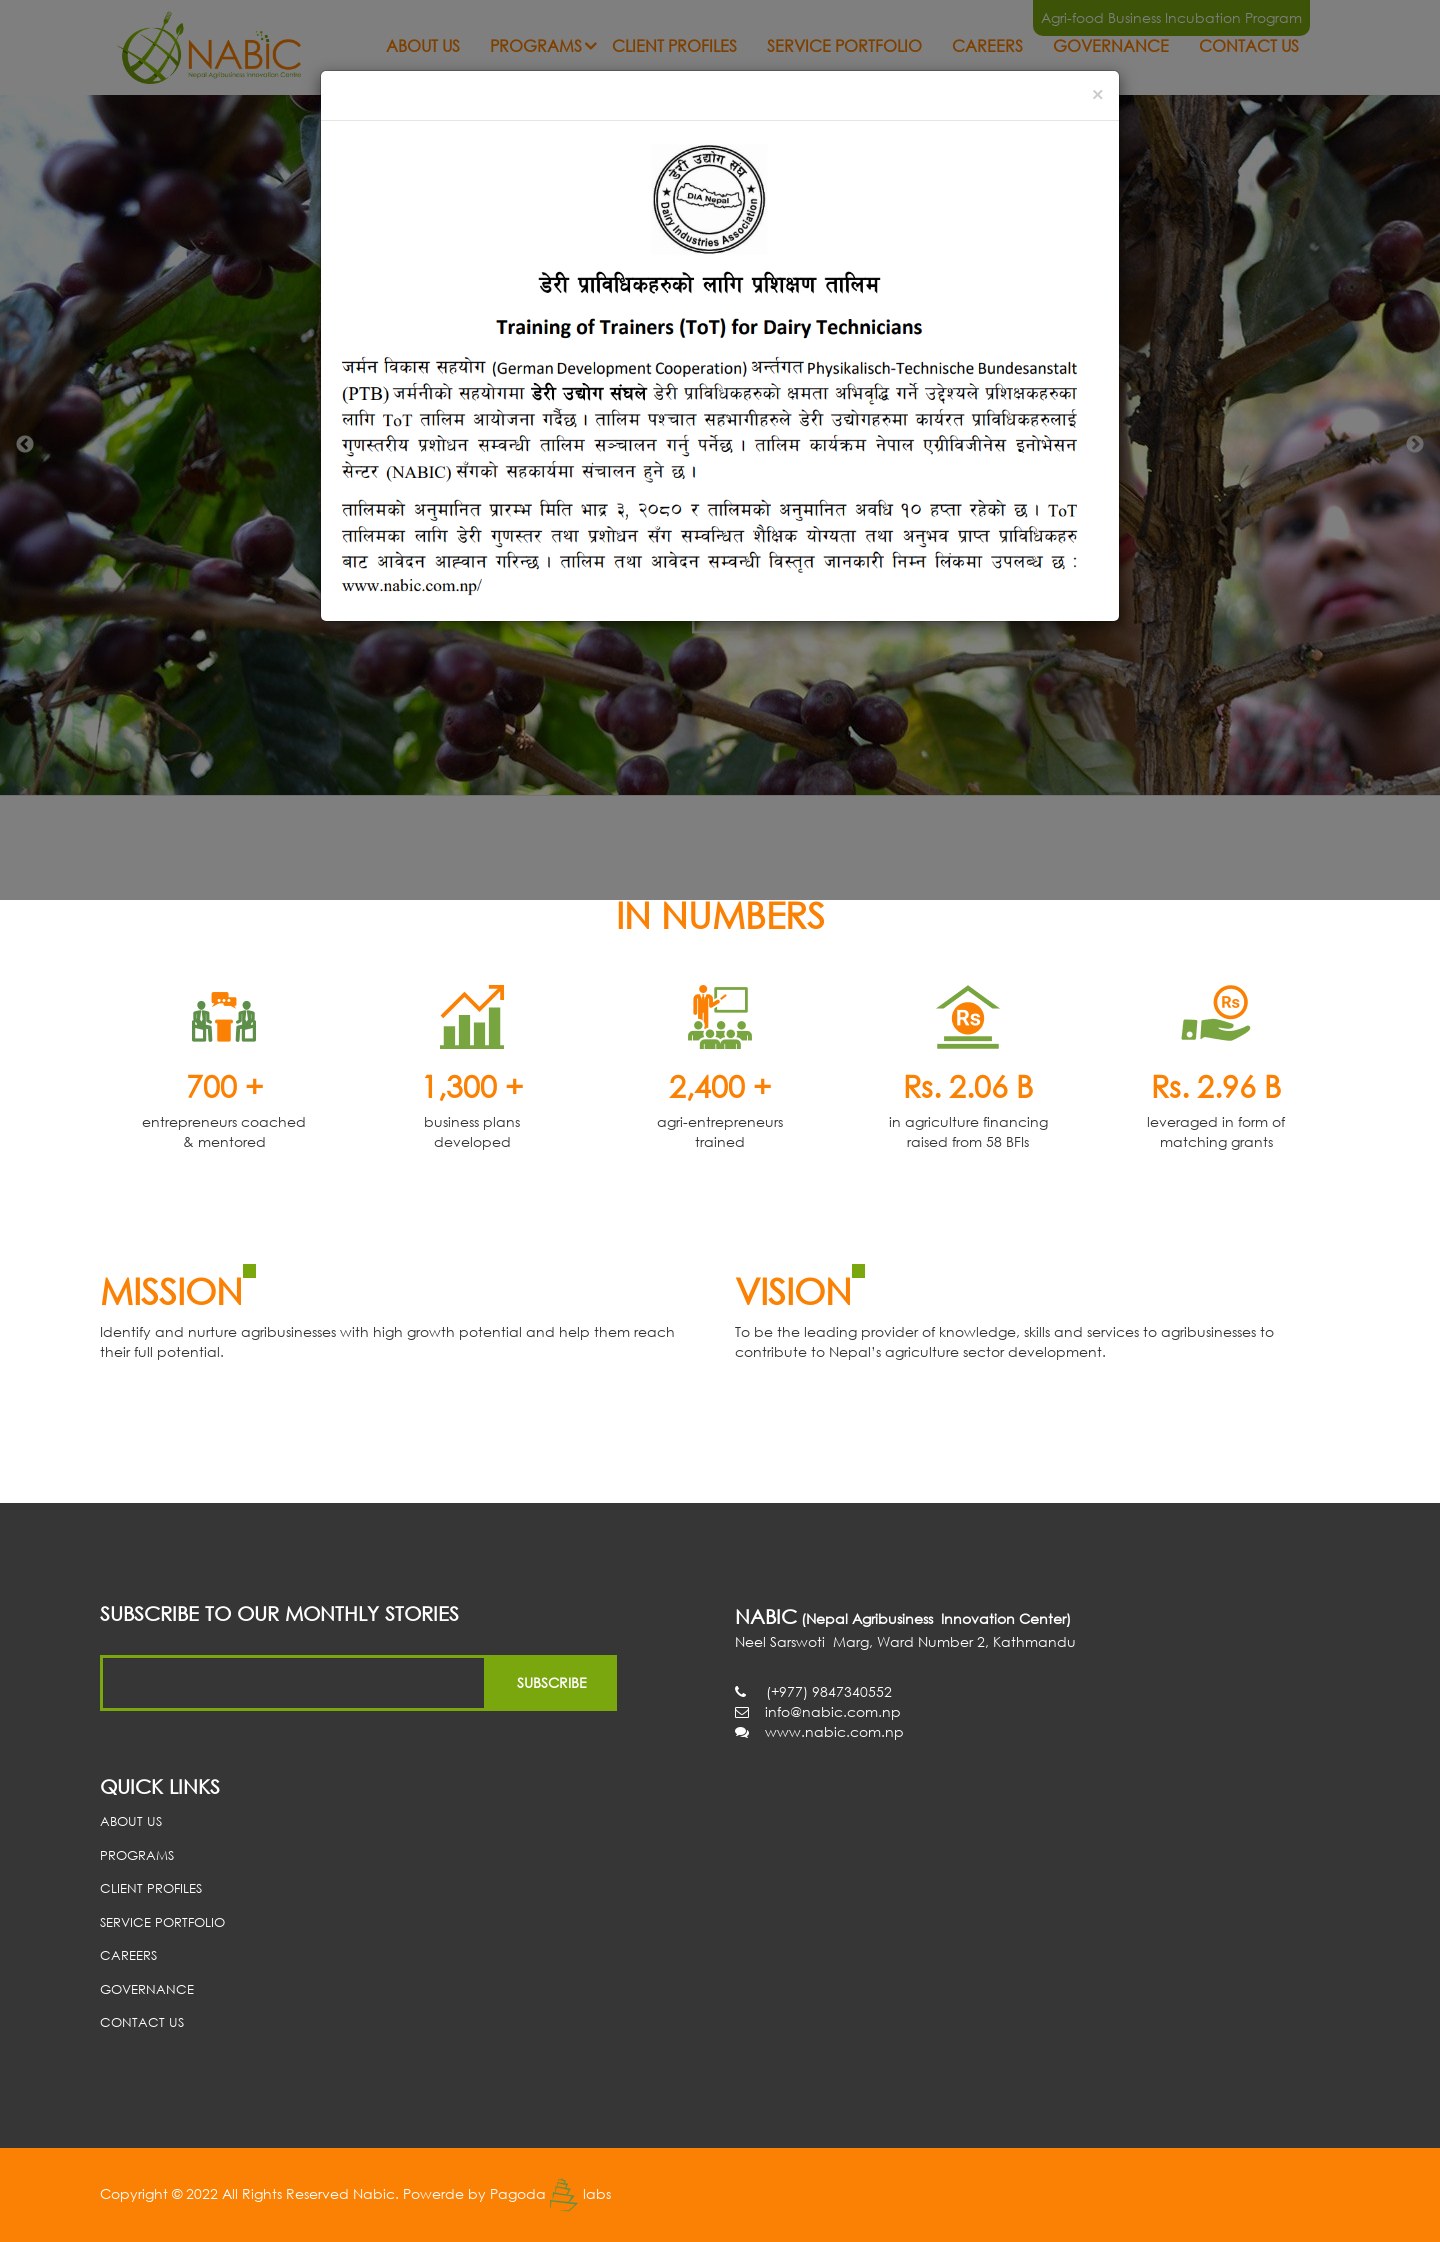 NABIC
Nepal Agribusiness Innovation Centre
Agri-food Business Incubation Program
ABOUT US PROGRAMS CLIENT PROFILES SERVICE PORTFOLIO CAREERS GOVERNANCE CONTACT US
×
डेरी उद्योग संघ
DIA Nepal
Dairy Industries Association
डेरी प्राविधिकहरुको लागि प्रशिक्षण तालिम
Training of Trainers (ToT) for Dairy Technicians
जर्मन विकास सहयोग (German Development Cooperation) अर्न्तगत Physikalisch-Technische Bundesanstalt
(PTB) जर्मनीको सहयोगमा डेरी उद्योग संघले डेरी प्राविधिकहरुको क्षमता अभिवृद्धि गर्ने उद्देश्यले प्रशिक्षकहरुका
लागि ToT तालिम आयोजना गर्दैछ । तालिम पश्चात सहभागीहरुले डेरी उद्योगहरुमा कार्यरत प्राविधिकहरुलाई
गुणस्तरीय प्रशोधन सम्वन्धी तालिम सञ्चालन गर्नु पर्नेछ । तालिम कार्यक्रम नेपाल एग्रीविजीनेस इनोभेसन
सेन्टर (NABIC) सँगको सहकार्यमा संचालन हुने छ ।
तालिमको अनुमानित प्रारम्भ मिति भाद्र ३, २०८० र तालिमको अनुमानित अवधि १० हप्ता रहेको छ । ToT
तालिमका लागि डेरी गुणस्तर तथा प्रशोधन सँग सम्वन्धित शैक्षिक योग्यता तथा अनुभव प्राप्त प्राविधिकहरु
बाट आवेदन आह्वान गरिन्छ । तालिम तथा आवेदन सम्वन्धी विस्तृत जानकारी निम्न लिंकमा उपलब्ध छ :
www.nabic.com.np/
IN NUMBERS
Rs
Rs
700 +
entrepreneurs coached
& mentored
1,300 +
business plans
developed
2,400 +
agri-entrepreneurs
trained
Rs. 2.06 B
in agriculture financing
raised from 58 BFIs
Rs. 2.96 B
leveraged in form of
matching grants
MISSION
Identify and nurture agribusinesses with high growth potential and help them reach
their full potential.
VISION
To be the leading provider of knowledge, skills and services to agribusinesses to
contribute to Nepal’s agriculture sector development.
SUBSCRIBE TO OUR MONTHLY STORIES
SUBSCRIBE
NABIC (Nepal Agribusiness Innovation Center)
Neel Sarswoti Marg, Ward Number 2, Kathmandu
(+977) 9847340552
info@nabic.com.np
www.nabic.com.np
QUICK LINKS
ABOUT US
PROGRAMS
CLIENT PROFILES
SERVICE PORTFOLIO
CAREERS
GOVERNANCE
CONTACT US
Copyright © 2022 All Rights Reserved Nabic. Powerde by Pagoda labs